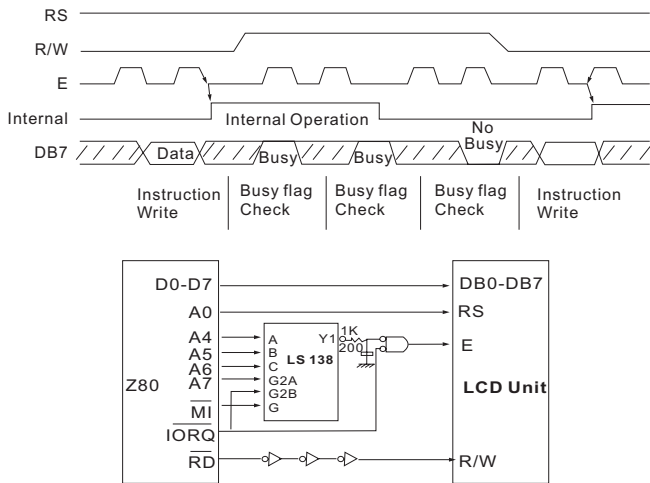 RS
R/W
E
Internal
Internal Operation
No
Busy
DB7
Data
Busy
Busy
Instruction
Write
Busy flag
Check
Busy flag
Check
Busy flag
Check
Instruction
Write
D0-D7
DB0-DB7
A0
RS
A4
A
Y1
1K
A5
B
LS 138
200
E
A6
C
A7
G2A
Z80
G2B
LCD Unit
MI
G
IORQ
RD
R/W